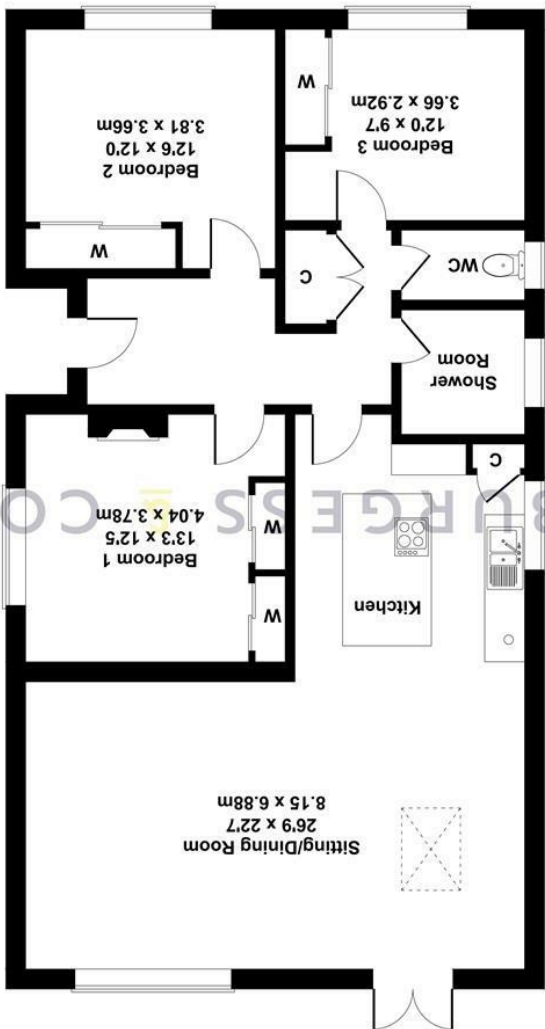 Sitting/Dining Room
26'9 x 22'7
8.15 x 6.88m
Kitchen
W
W
Bedroom 1
13'3 x 12'5
4.04 x 3.78m
BURGESS & CO
C
Shower
Room
WC
C
W
Bedroom 3
12'0 x 9'7
3.66 x 2.92m
W
Bedroom 2
12'6 x 12'0
3.81 x 3.66m